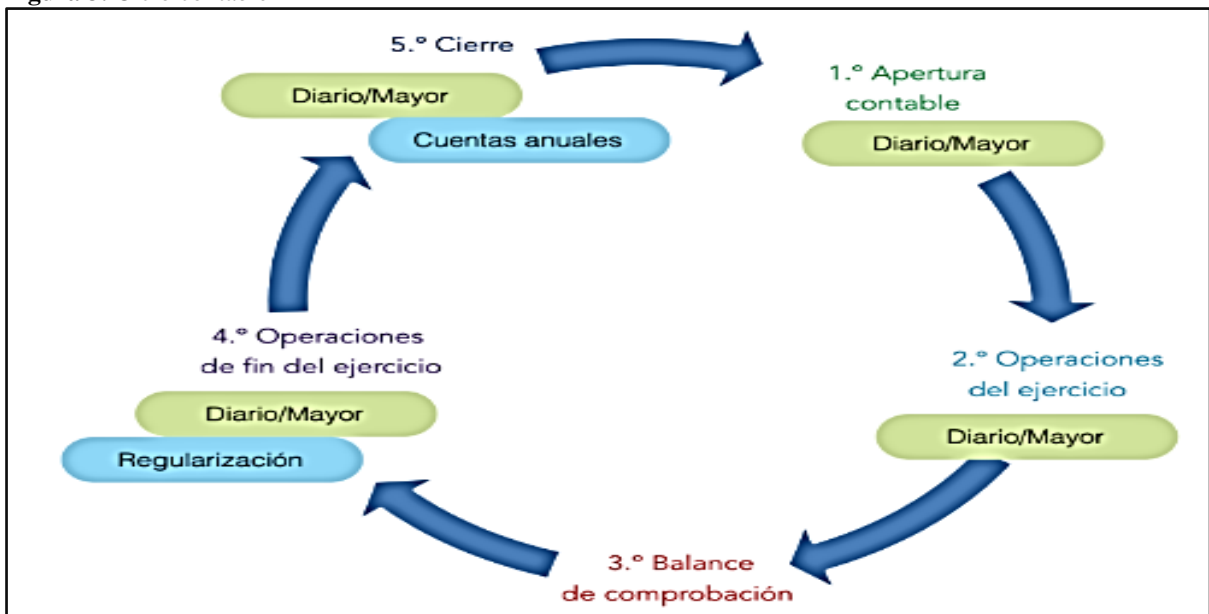 5.º Cierre
Diario/Mayor
Cuentas anuales
1.º Apertura
contable
Diario/Mayor
2.º Operaciones
del ejercicio
Diario/Mayor
3.º Balance
de comprobación
4.º Operaciones
de fin del ejercicio
Diario/Mayor
Regularización